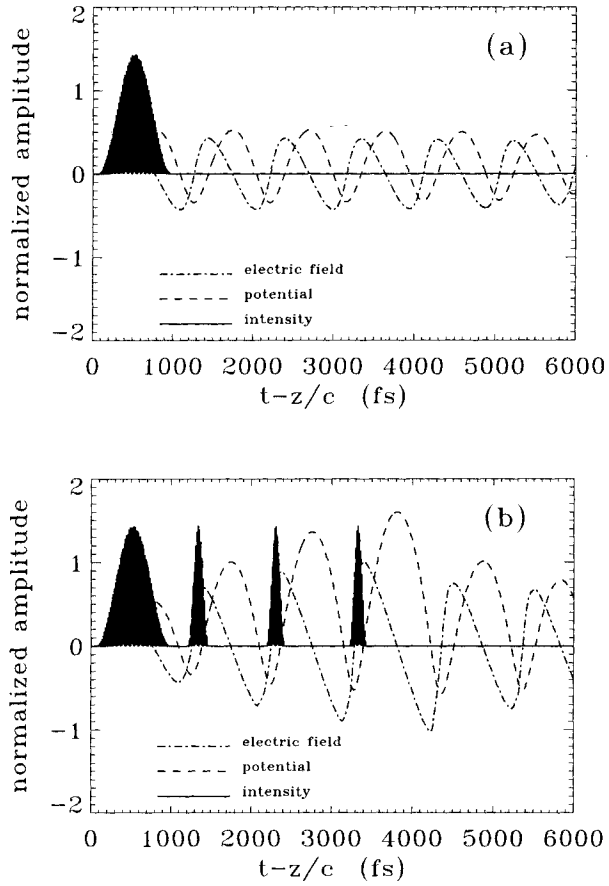 (a)
normalized amplitude
2
1
0
−1
−2
electric field
potential
intensity
0 1000 2000 3000 4000 5000 6000
t−z/c (fs)
(b)
normalized amplitude
2
1
0
−1
−2
electric field
potential
intensity
0 1000 2000 3000 4000 5000 6000
t−z/c (fs)